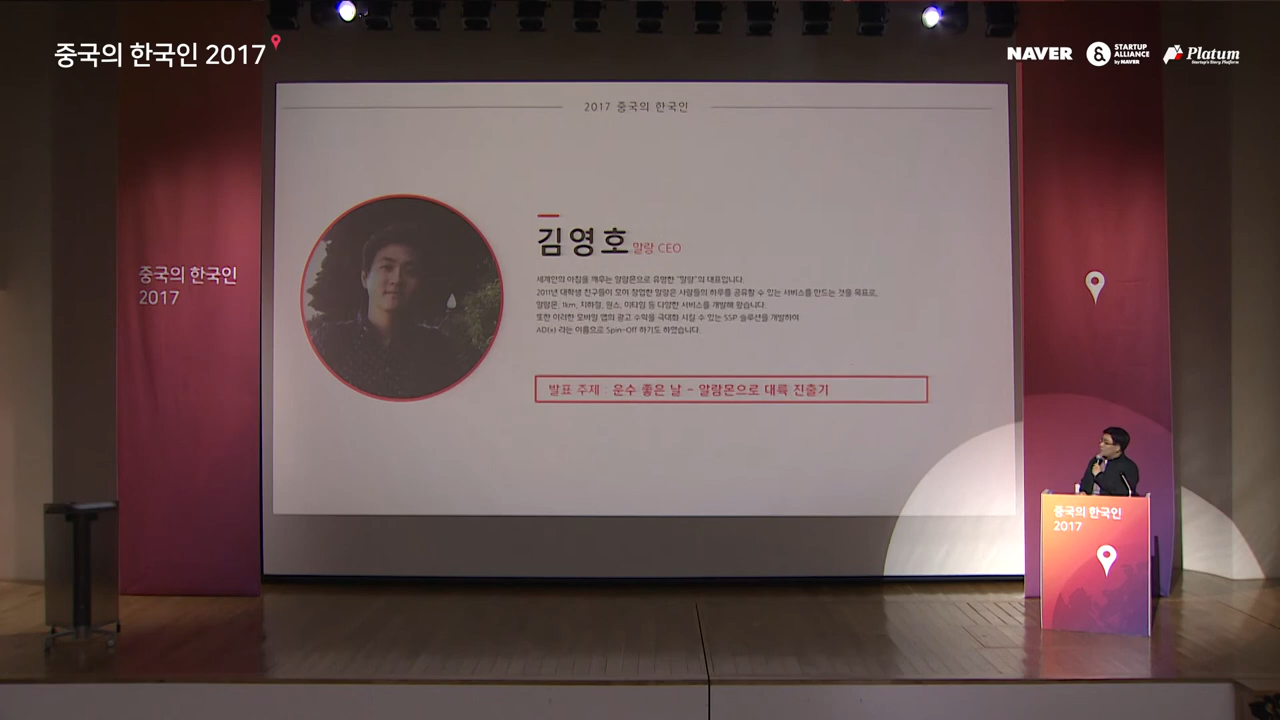 중국의 한국인 2017
NAVER
& STARTUP ALLIANCE by NAVER
Platum
Startup's Story Platform
2017 중국의 한국인
김영호 말랑 CEO
세계인의 아침을 깨우는 알람몬으로 유명한 "말랑"의 대표입니다.
2011년 대학생 친구들이 모여 창업한 말랑은 사람들의 하루를 공유할 수 있는 서비스를 만드는 것을 목표로,
알람몬, 1km, 지하철, 원스, 미타임 등 다양한 서비스를 개발해 왔습니다.
또한 이러한 모바일 앱의 광고 수익을 극대화 시킬 수 있는 SSP 솔루션을 개발하여
AD(x) 라는 이름으로 Spin-Off 하기도 하였습니다.
발표 주제 : 운수 좋은 날 - 알람몬으로 대륙 진출기
중국의 한국인
2017
중국의 한국인
2017